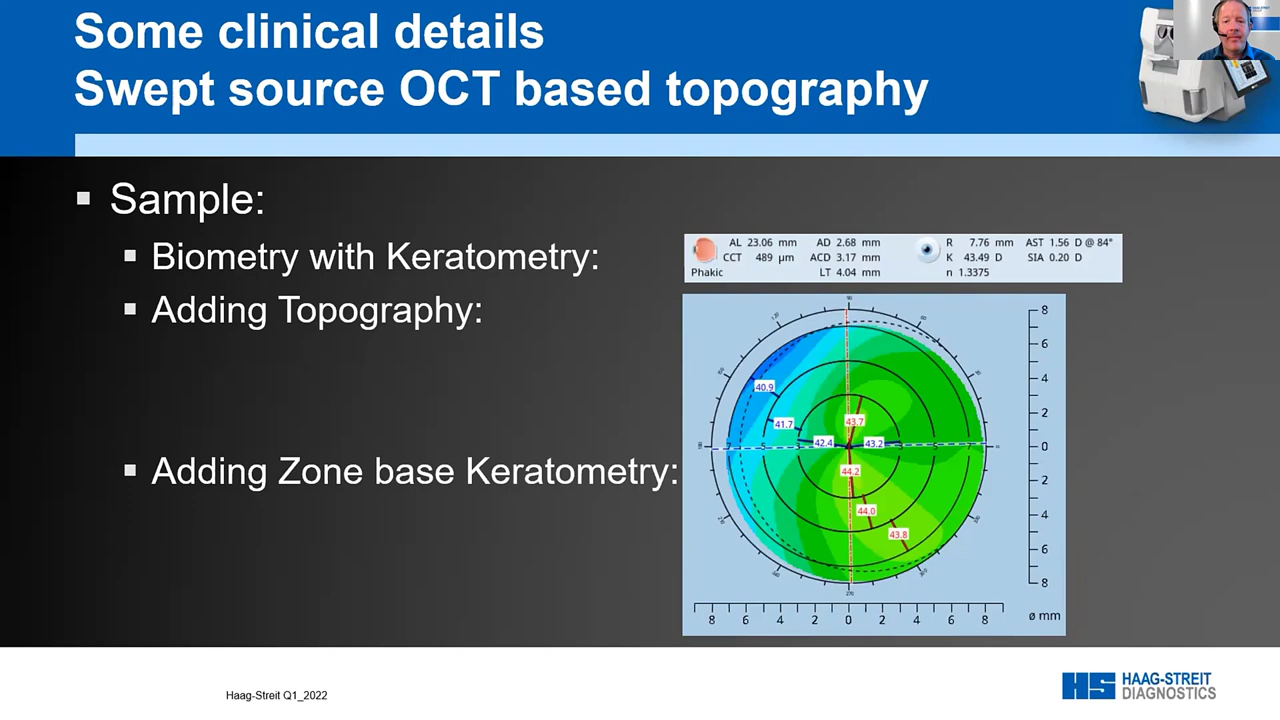 Some clinical details
Swept source OCT based topography
Sample:
Biometry with Keratometry:
AL 23.06 mm AD 2.68 mm R 7.76 mm AST 1.56 D @ 84°
CCT 489 µm ACD 3.17 mm K 43.49 D SIA 0.20 D
Phakic LT 4.04 mm n 1.3375
Adding Topography:
8
6
40.9
4
41.7 43.7
2
42.4 43.2
0
Adding Zone base Keratometry:
44.2
2
44.0
4
43.8
6
8
8 6 4 2 0 2 4 6 8 ø mm
Haag-Streit Q1_2022
HS HAAG-STREIT
DIAGNOSTICS